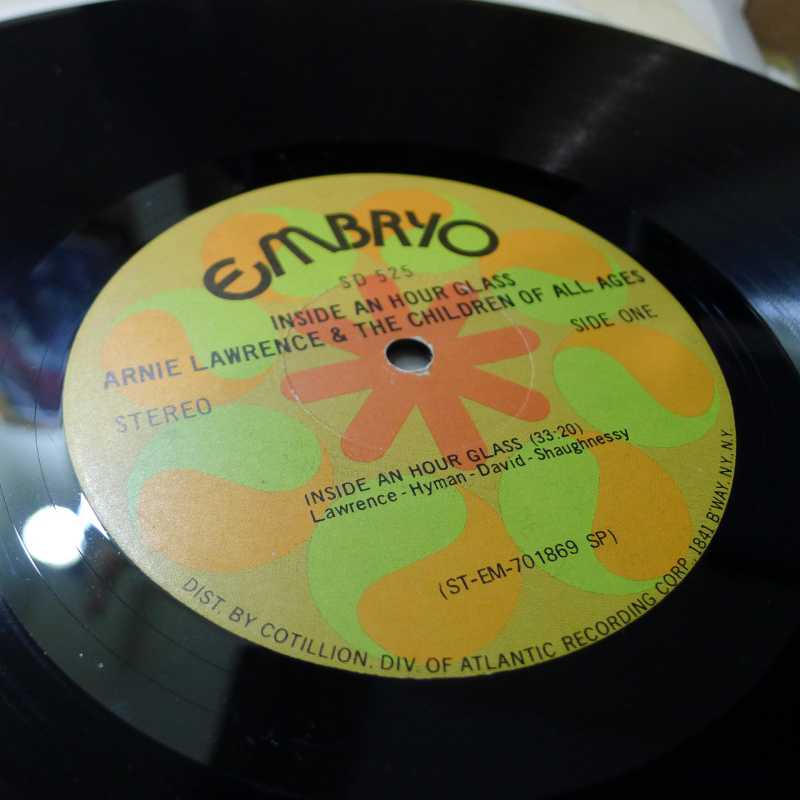 EMBRYO
SD 525
INSIDE AN HOUR GLASS
ARNIE LAWRENCE & THE CHILDREN OF ALL AGES
STEREO
SIDE ONE
INSIDE AN HOUR GLASS (33:20)
Lawrence - Hyman - David - Shaughnessy
(ST-EM-701869 SP)
DIST. BY COTILLION. DIV. OF ATLANTIC RECORDING CORP., 1841 B'WAY, N.Y. N.Y.